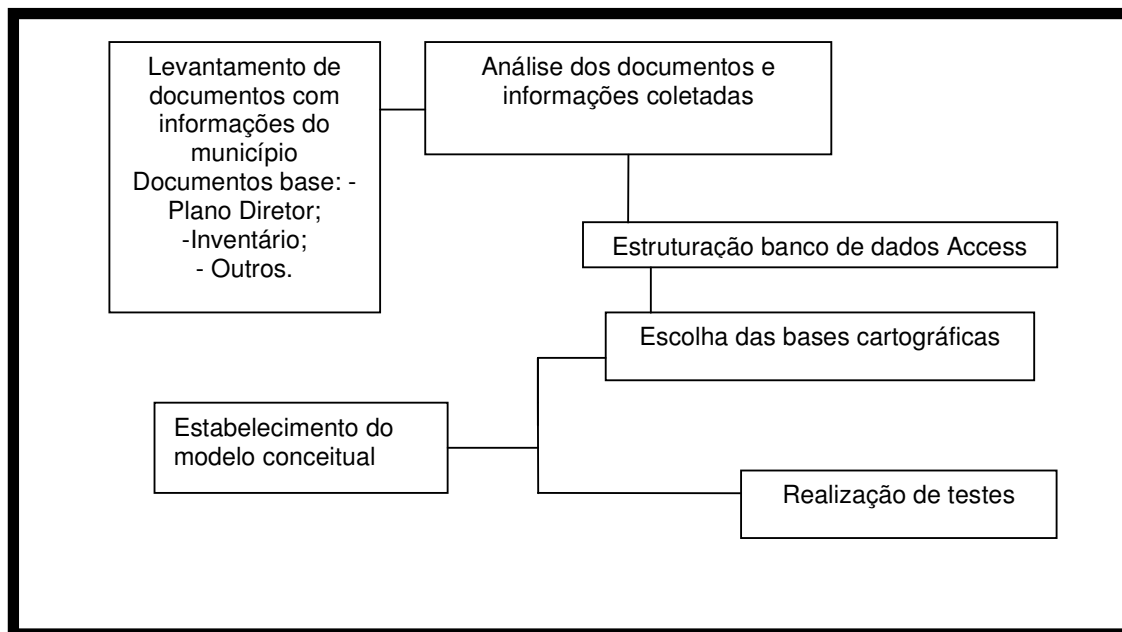 Levantamento de
documentos com
informações do
município
Documentos base: -
Plano Diretor;
-Inventário;
- Outros.
Análise dos documentos e
informações coletadas
Estruturação banco de dados Access
Escolha das bases cartográficas
Estabelecimento do
modelo conceitual
Realização de testes